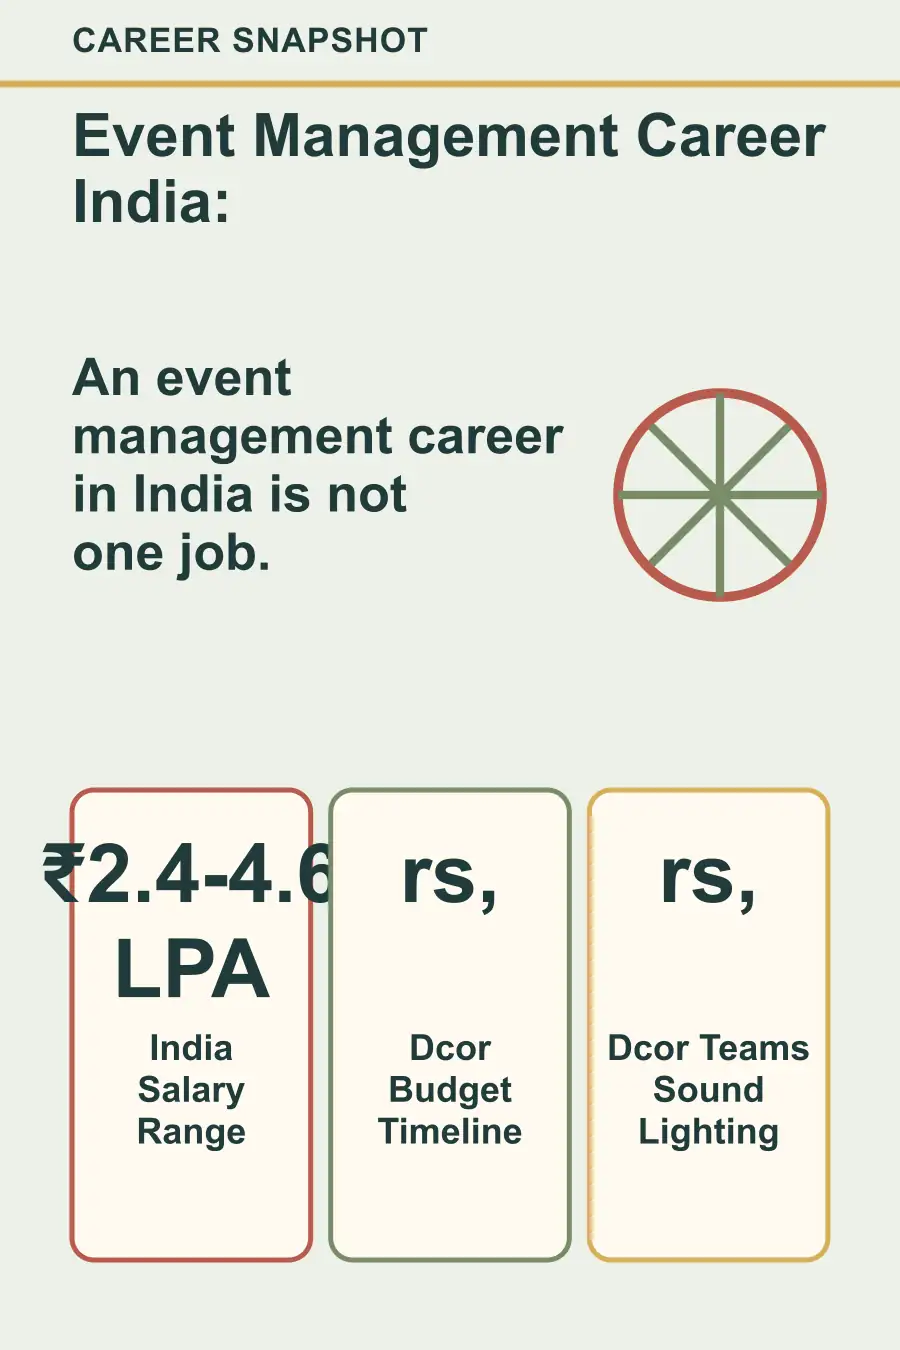 CAREER SNAPSHOT
Event Management Career
India:
An event
management career
in India is not
one job.
₹2.4-4.6
LPA
India
Salary
Range
rs,
Dcor
Budget
Timeline
rs,
Dcor Teams
Sound
Lighting